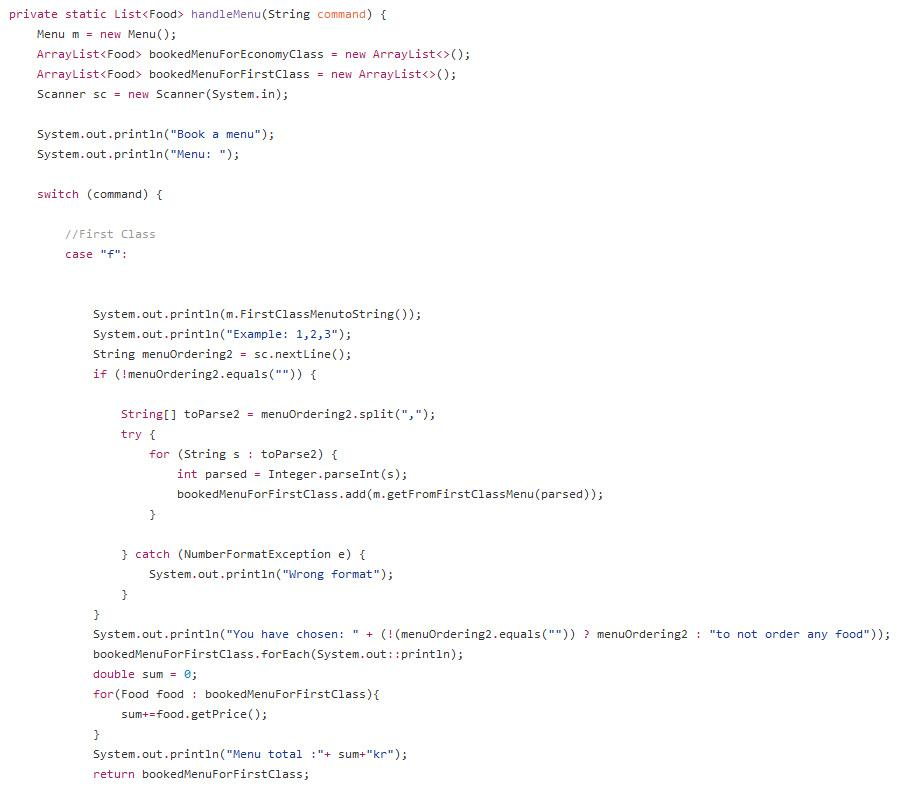 private static List<Food> handleMenu(String command) {
Menu m = new Menu();
ArrayList<Food> bookedMenuForEconomyClass = new ArrayList<>();
ArrayList<Food> bookedMenuForFirstClass = new ArrayList<>();
Scanner sc = new Scanner(System.in);
System.out.println("Book a menu");
System.out.println("Menu: ");
switch (command) {
//First Class
case "f":
System.out.println(m.FirstClassMenutoString());
System.out.println("Example: 1,2,3");
String menuOrdering2 = sc.nextLine();
if (!menuOrdering2.equals("")) {
String[] toParse2 = menuOrdering2.split(",");
try {
for (String s : toParse2) {
int parsed = Integer.parseInt(s);
bookedMenuForFirstClass.add(m.getFromFirstClassMenu(parsed));
}
} catch (NumberFormatException e) {
System.out.println("Wrong format");
}
}
System.out.println("You have chosen: " + (!(menuOrdering2.equals("")) ? menuOrdering2 : "to not order any food"));
bookedMenuForFirstClass.forEach(System.out::println);
double sum = 0;
for(Food food : bookedMenuForFirstClass){
sum+=food.getPrice();
}
System.out.println("Menu total :"+ sum+"kr");
return bookedMenuForFirstClass;